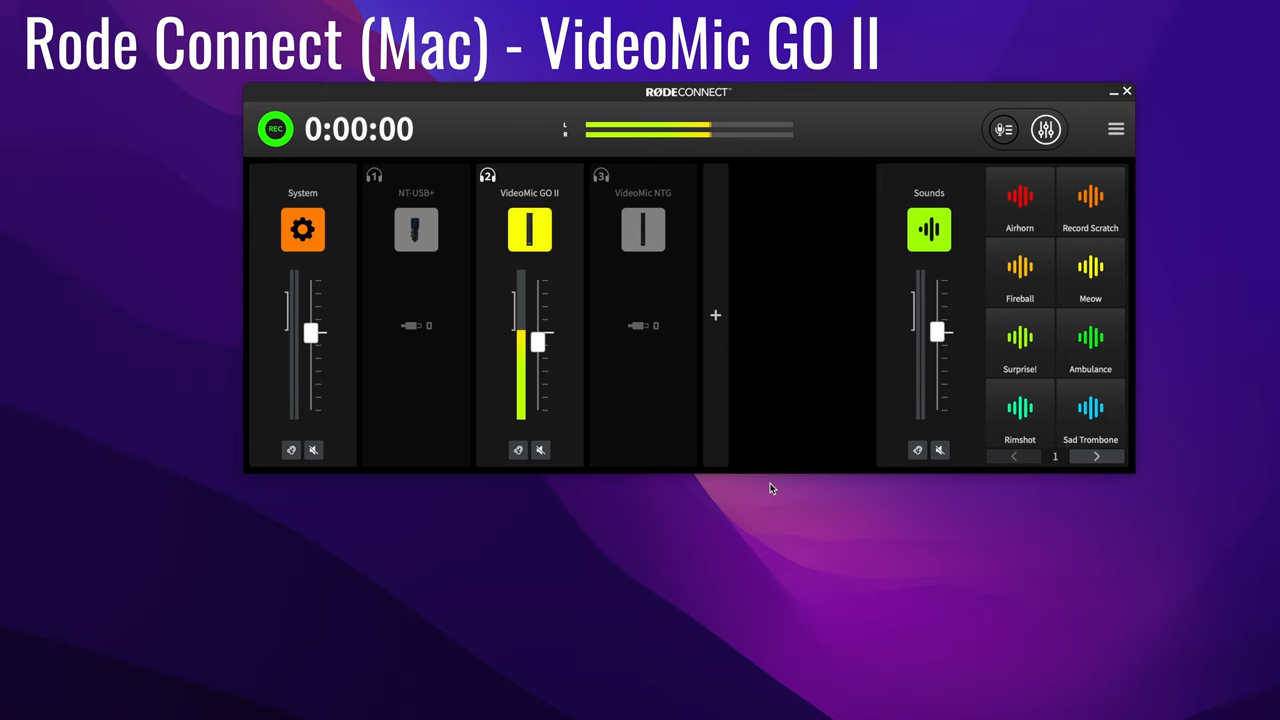 Rode Connect (Mac) - VideoMic GO II
RØDECONNECT™
REC
0:00:00
L
R
1
2
3
System
NT-USB+
VideoMic GO II
VideoMic NTG
Sounds
Airhorn
Record Scratch
Fireball
Meow
+
Surprise!
Ambulance
Rimshot
Sad Trombone
< 1 >